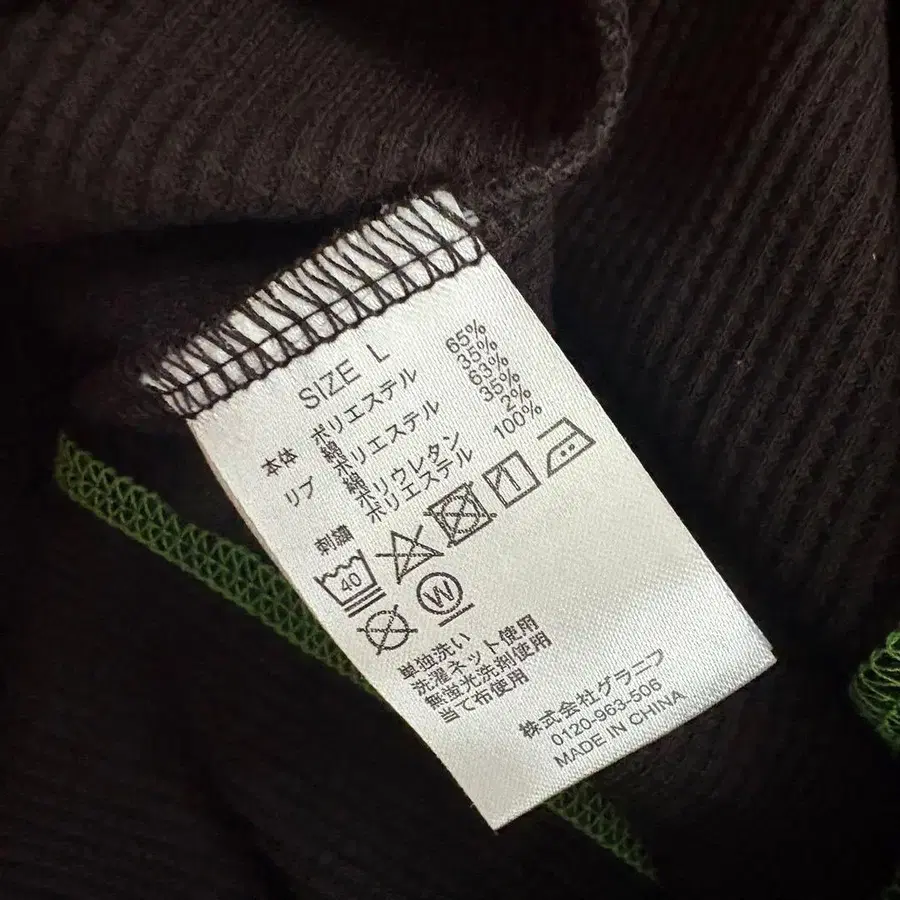 SIZE L
本体 ポリエステル 65%
綿 35%
リブ ポリエステル 63%
綿 35%
ポリウレタン 2%
刺繍 ポリエステル 100%
40
W
単独洗い
洗濯ネット使用
無蛍光洗剤使用
当て布使用
株式会社グラニフ
0120-963-506
MADE IN CHINA